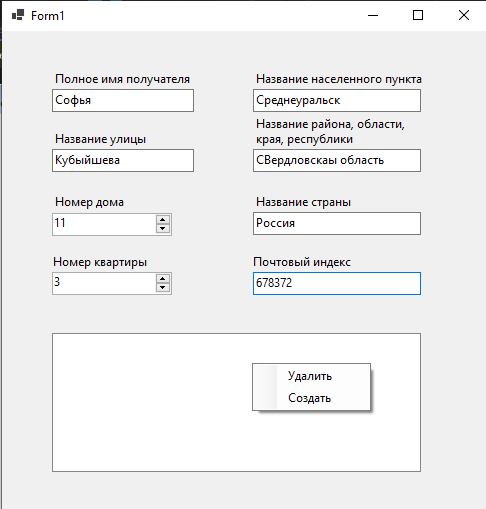 Form1
Полное имя получателя
Софья
Название населенного пункта
Среднеуральск
Название улицы
Кубыйшева
Название района, области,
края, республики
СВердловскаы область
Номер дома
11
Название страны
Россия
Номер квартиры
3
Почтовый индекс
678372
Удалить
Создать